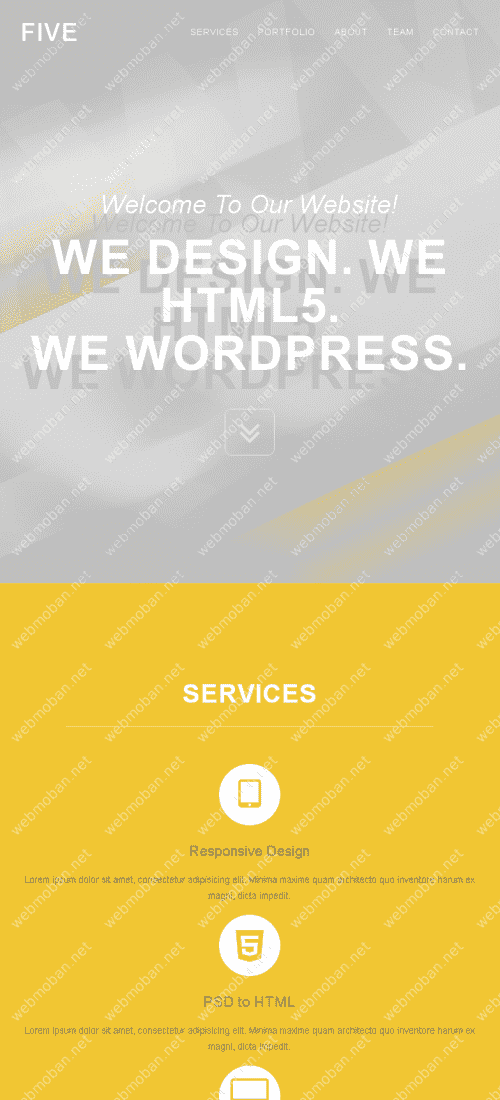 FIVE
SERVICES PORTFOLIO ABOUT TEAM CONTACT
Welcome To Our Website!
WE DESIGN. WE
HTML5.
WE WORDPRESS.
SERVICES
Responsive Design
Lorem ipsum dolor sit amet, consectetur adipisicing elit. Minima maxime quam architecto quo inventore harum ex
magni, dicta impedit.
PSD to HTML
Lorem ipsum dolor sit amet, consectetur adipisicing elit. Minima maxime quam architecto quo inventore harum ex
magni, dicta impedit.
webmoban.net